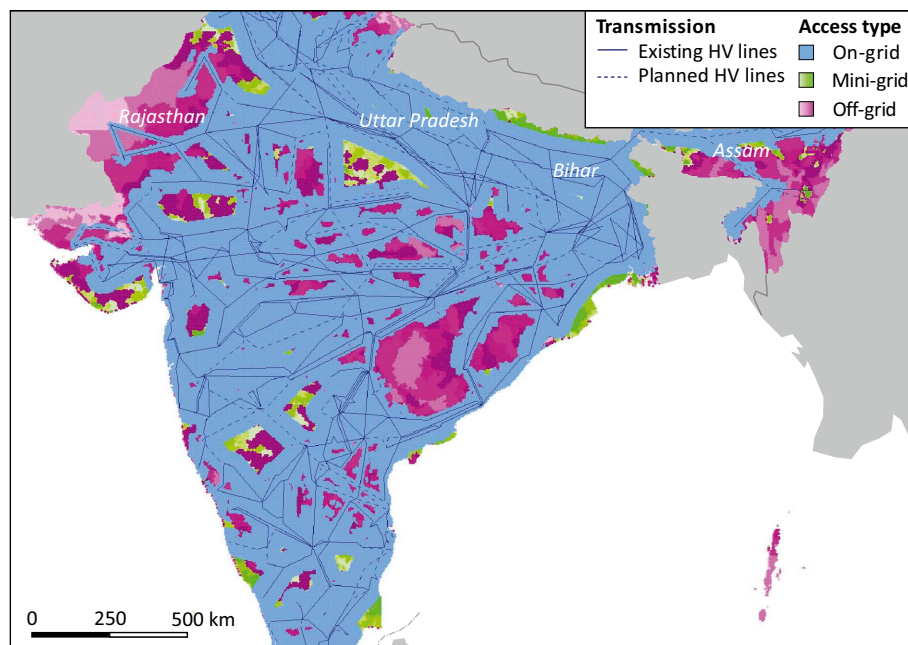 Transmission
Existing HV lines
Planned HV lines
Access type
On-grid
Mini-grid
Off-grid
Rajasthan
Uttar Pradesh
Bihar
Assam
0 250 500 km